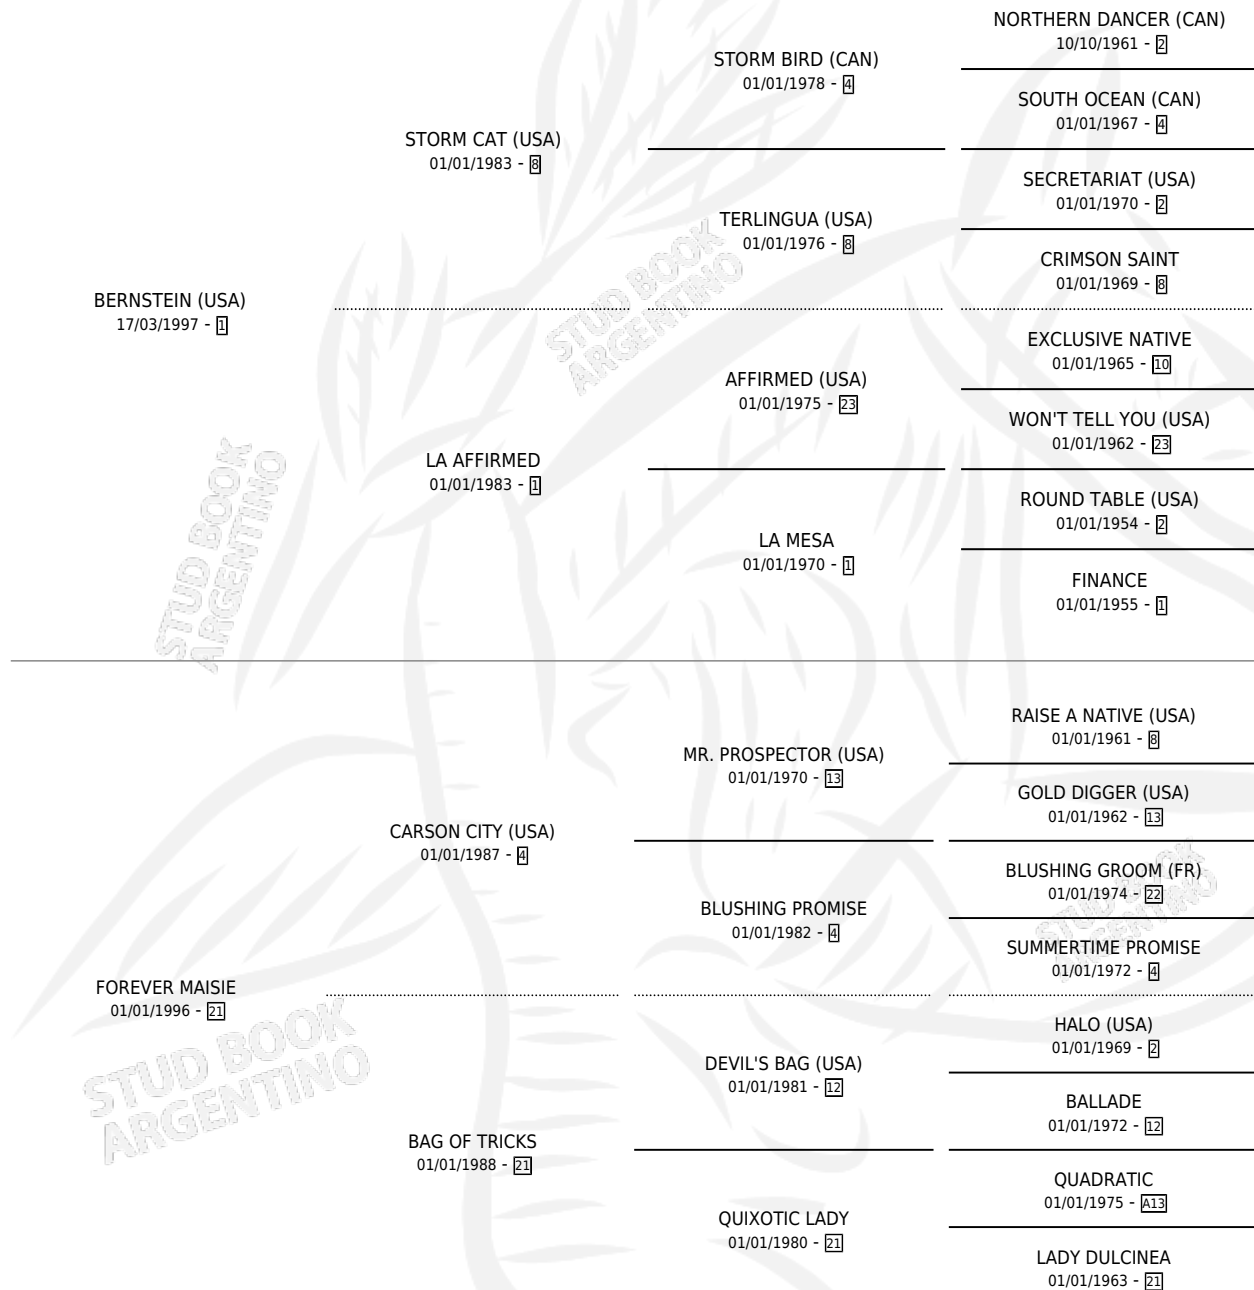 NORTHERN DANCER (CAN)
10/10/1961 - 2
STORM BIRD (CAN)
01/01/1978 - 4
SOUTH OCEAN (CAN)
01/01/1967 - 4
STORM CAT (USA)
01/01/1983 - 8
SECRETARIAT (USA)
01/01/1970 - 2
TERLINGUA (USA)
01/01/1976 - 8
CRIMSON SAINT
01/01/1969 - 8
BERNSTEIN (USA)
17/03/1997 - 1
EXCLUSIVE NATIVE
01/01/1965 - 10
AFFIRMED (USA)
01/01/1975 - 23
WON'T TELL YOU (USA)
01/01/1962 - 23
LA AFFIRMED
01/01/1983 - 1
ROUND TABLE (USA)
01/01/1954 - 2
LA MESA
01/01/1970 - 1
FINANCE
01/01/1955 - 1
RAISE A NATIVE (USA)
01/01/1961 - 8
MR. PROSPECTOR (USA)
01/01/1970 - 13
GOLD DIGGER (USA)
01/01/1962 - 13
CARSON CITY (USA)
01/01/1987 - 4
BLUSHING GROOM (FR)
01/01/1974 - 22
BLUSHING PROMISE
01/01/1982 - 4
SUMMERTIME PROMISE
01/01/1972 - 4
FOREVER MAISIE
01/01/1996 - 21
HALO (USA)
01/01/1969 - 2
DEVIL'S BAG (USA)
01/01/1981 - 12
BALLADE
01/01/1972 - 12
BAG OF TRICKS
01/01/1988 - 21
QUADRATIC
01/01/1975 - A13
QUIXOTIC LADY
01/01/1980 - 21
LADY DULCINEA
01/01/1963 - 21
STUD BOOK
ARGENTINO
STUD BOOK
ARGENTINO
STUD BOOK
ARGENTINO
STUD BOOK
ARGENTINO